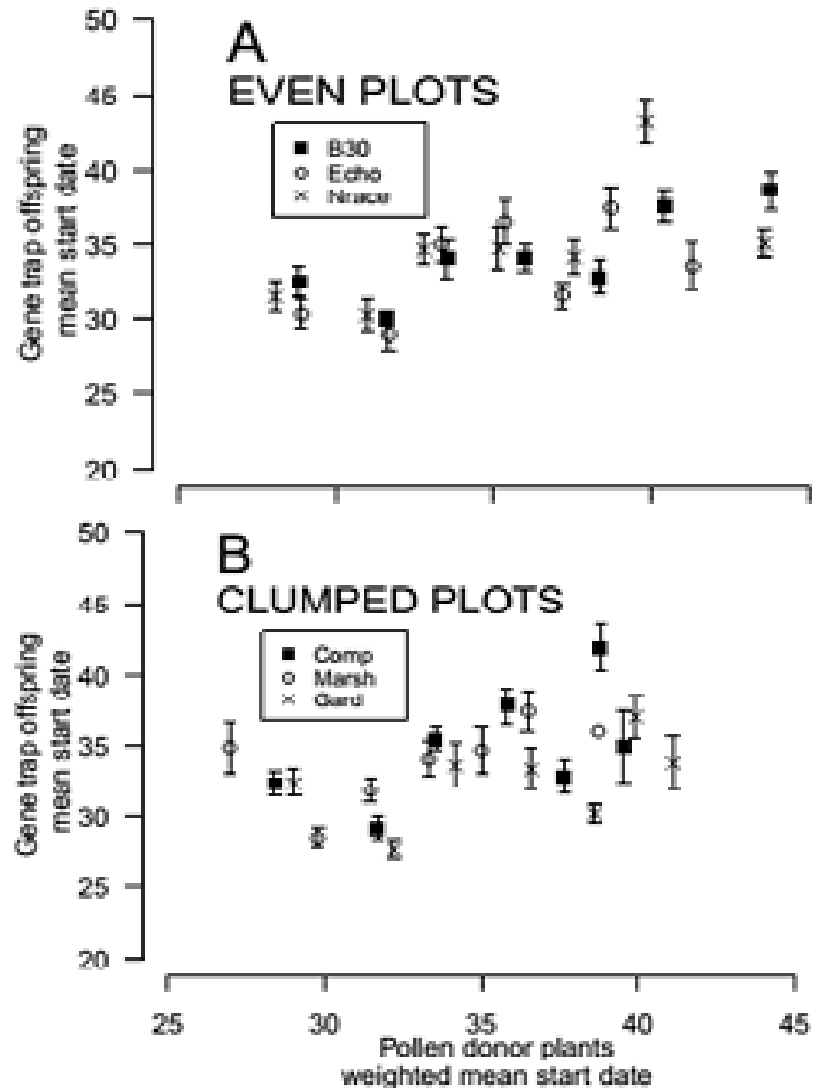 A
EVEN PLOTS
B30
Echo
Nrace
50
45
40
35
30
25
20
Gene trap offspring
mean start date
B
CLUMPED PLOTS
Comp
Marsh
Gard
50
45
40
35
30
25
20
Gene trap offspring
mean start date
25 30 35 40 45
Pollen donor plants
weighted mean start date